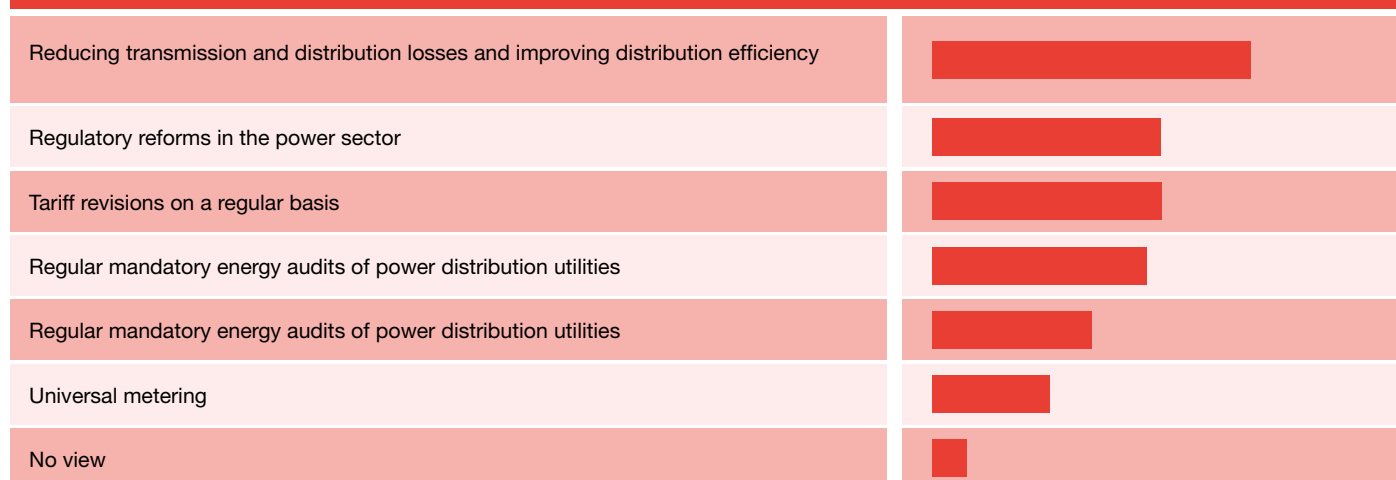 Reducing transmission and distribution losses and improving distribution efficiency
Regulatory reforms in the power sector
Tariff revisions on a regular basis
Regular mandatory energy audits of power distribution utilities
Regular mandatory energy audits of power distribution utilities
Universal metering
No view